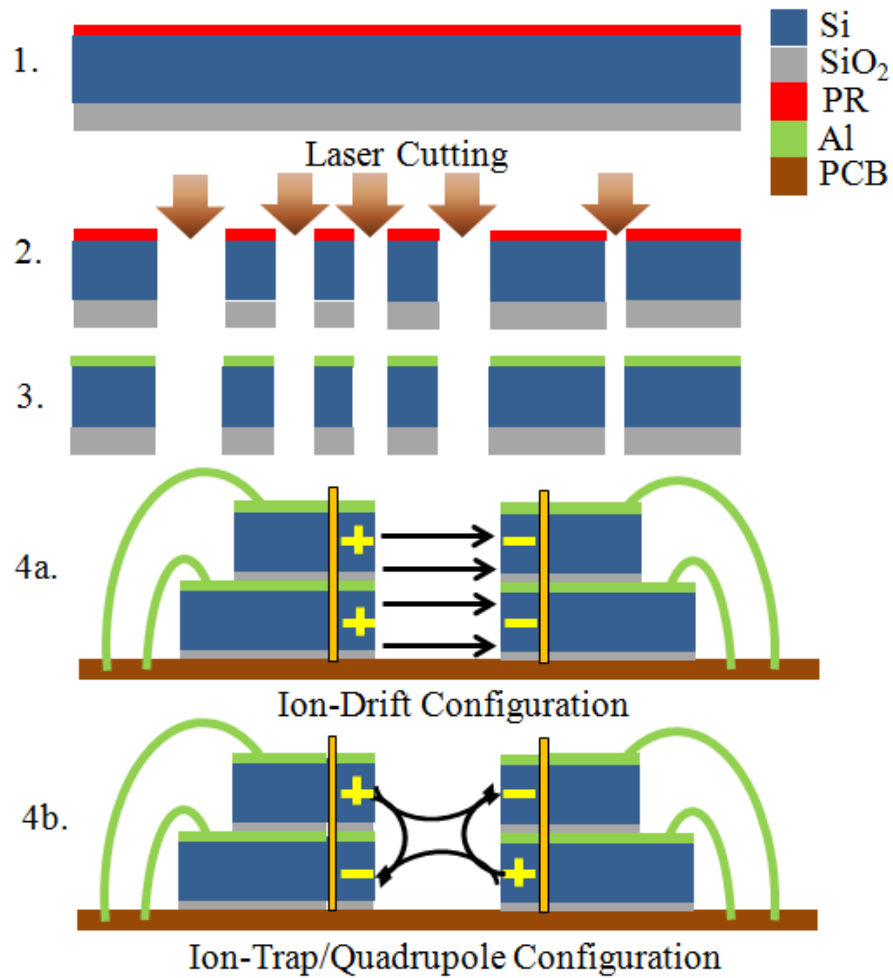 Si
SiO₂
PR
Al
PCB
1.
Laser Cutting
2.
3.
4a.
+ −
+ −
Ion-Drift Configuration
4b.
+ −
− +
Ion-Trap/Quadrupole Configuration